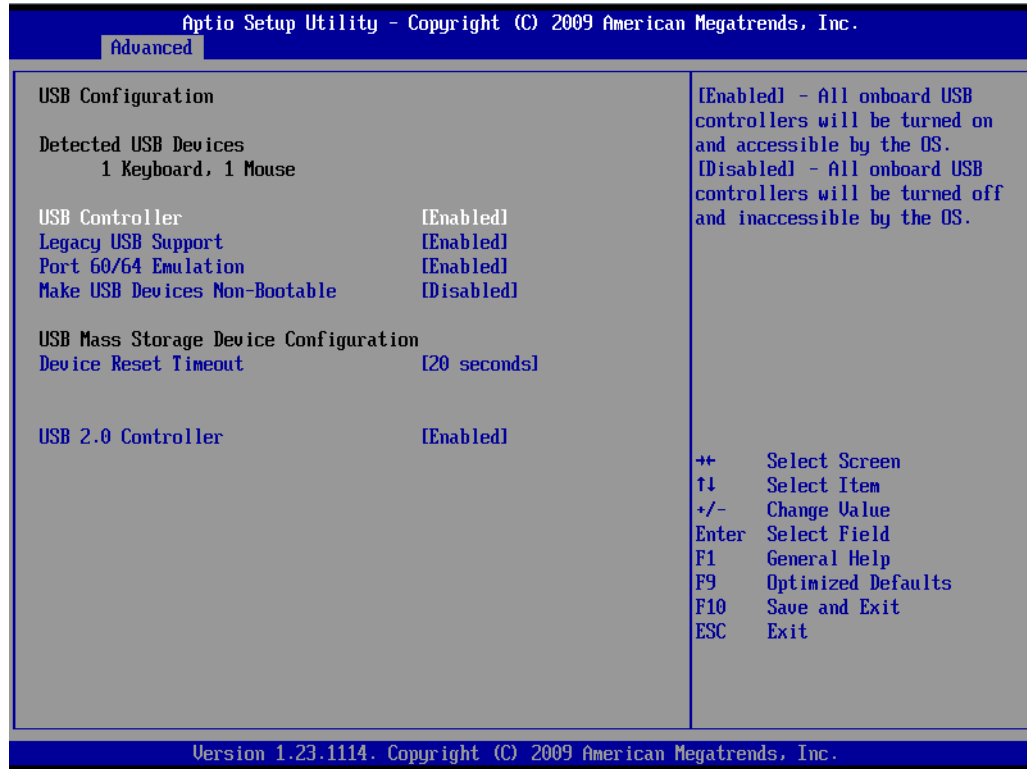 Aptio Setup Utility - Copyright (C) 2009 American Megatrends, Inc.
Advanced
USB Configuration
Detected USB Devices
1 Keyboard, 1 Mouse
USB Controller [Enabled]
Legacy USB Support [Enabled]
Port 60/64 Emulation [Enabled]
Make USB Devices Non-Bootable [Disabled]
USB Mass Storage Device Configuration
Device Reset Timeout [20 seconds]
USB 2.0 Controller [Enabled]
[Enabled] - All onboard USB
controllers will be turned on
and accessible by the OS.
[Disabled] - All onboard USB
controllers will be turned off
and inaccessible by the OS.
→← Select Screen
↑↓ Select Item
+/- Change Value
Enter Select Field
F1 General Help
F9 Optimized Defaults
F10 Save and Exit
ESC Exit
Version 1.23.1114. Copyright (C) 2009 American Megatrends, Inc.